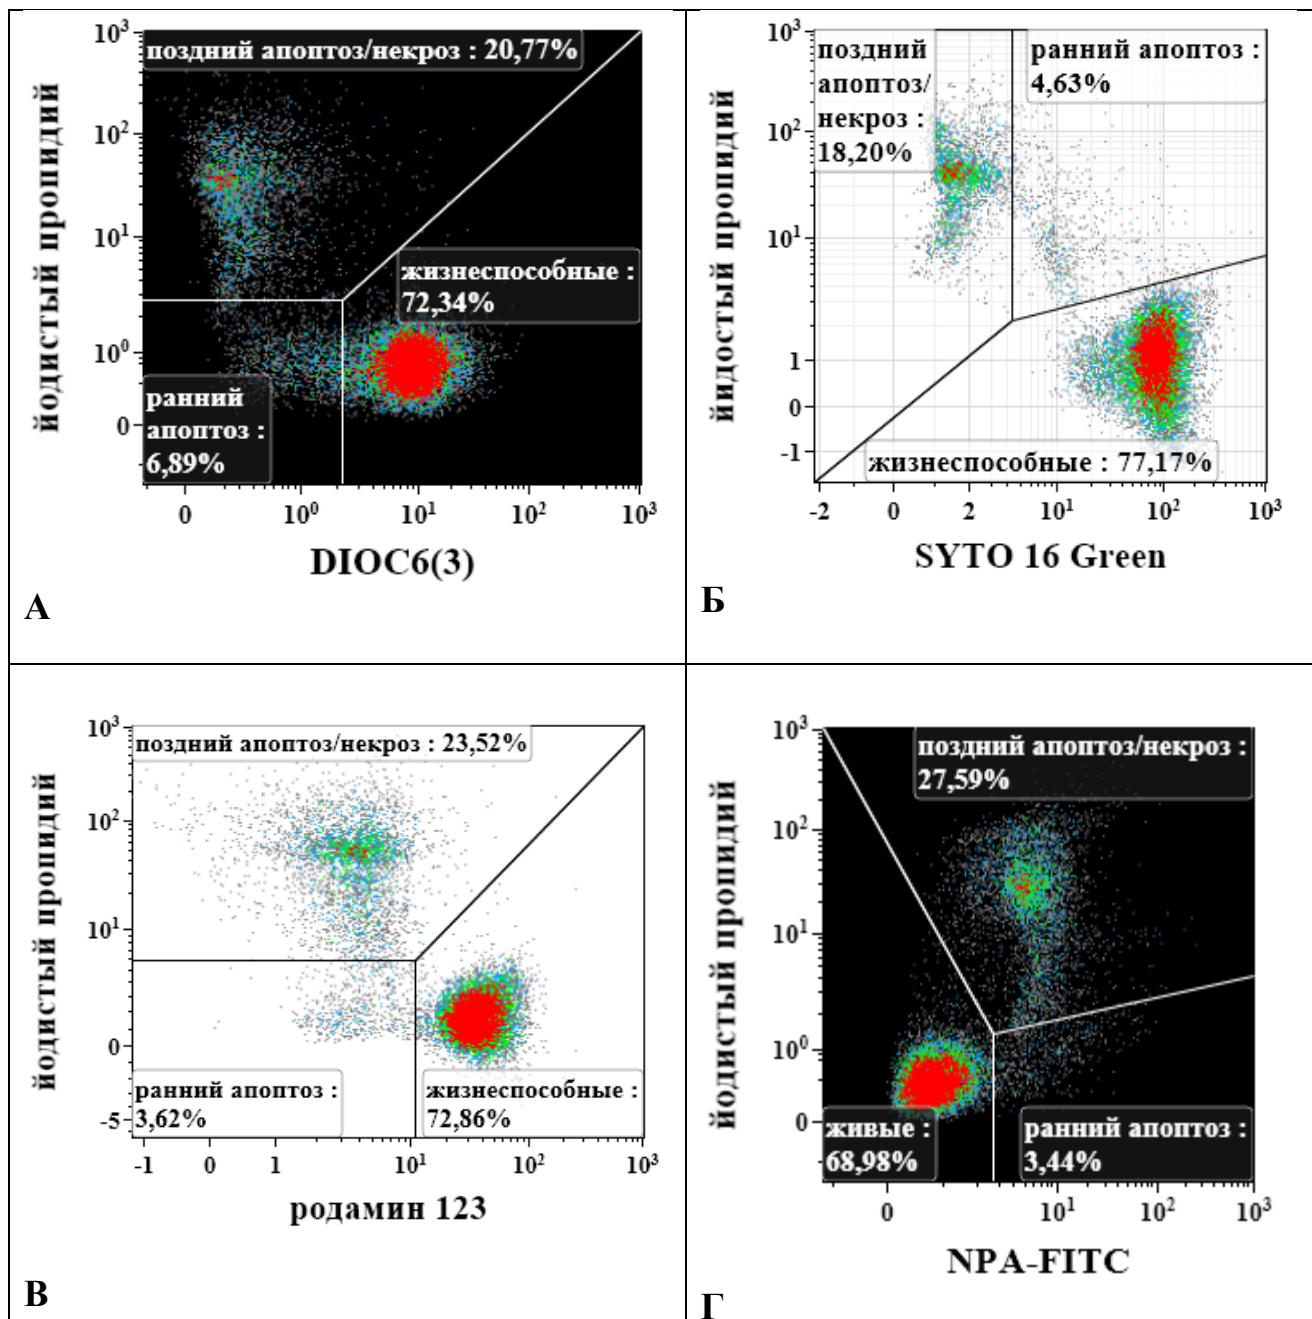 10³
поздний апоптоз/некроз : 20,77%
10²
10¹
жизнеспособные :
72,34%
10⁰
ранний
апоптоз :
6,89%
0
0
10⁰
10¹
10²
10³
йодистый пропидий
DIOC6(3)
А
10³
поздний
апоптоз/
некроз :
18,20%
ранний апоптоз :
4,63%
10²
10¹
1
0
-1
жизнеспособные : 77,17%
-2
0
2
10¹
10²
10³
йидостый пропидий
SYTO 16 Green
Б
10³
поздний апоптоз/некроз : 23,52%
10²
10¹
0
ранний апоптоз :
3,62%
жизнеспособные :
72,86%
-5
-1
0
1
10¹
10²
10³
йодистый пропидий
родамин 123
В
10³
поздний апоптоз/некроз :
27,59%
10²
10¹
10⁰
0
живые :
68,98%
ранний апоптоз :
3,44%
0
10¹
10²
10³
йодистый пропидий
NPA-FITC
Г